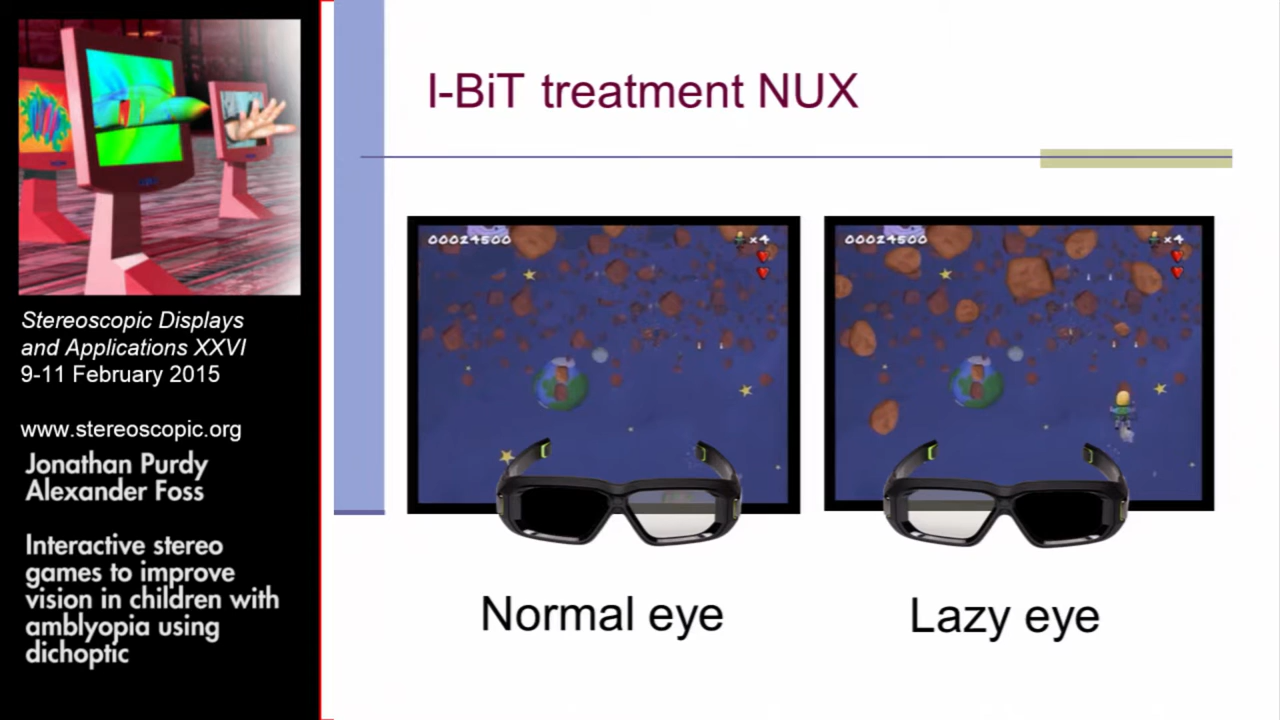 Stereoscopic Displays
and Applications XXVI
9-11 February 2015
www.stereoscopic.org
Jonathan Purdy
Alexander Foss
Interactive stereo
games to improve
vision in children with
amblyopia using
dichoptic
I-BiT treatment NUX
00024500
x4
00024500
x4
Normal eye
Lazy eye